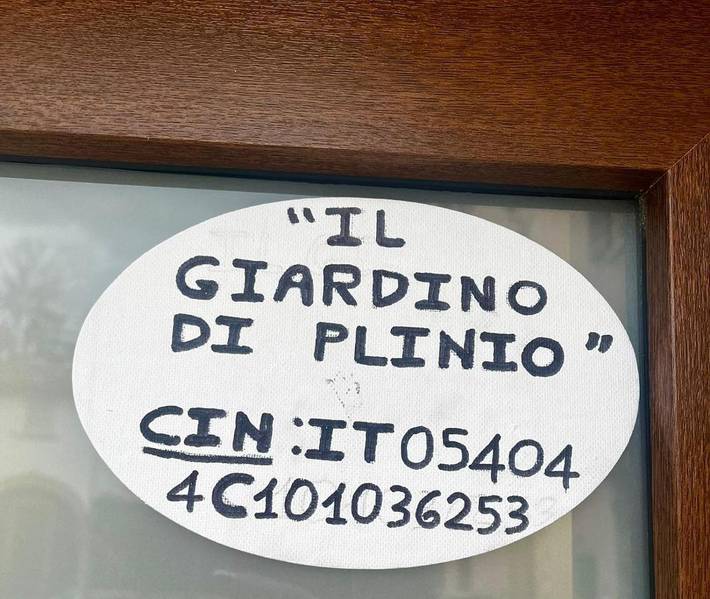 "IL
GIARDINO
DI PLINIO"
CIN:IT05404
4C101036253